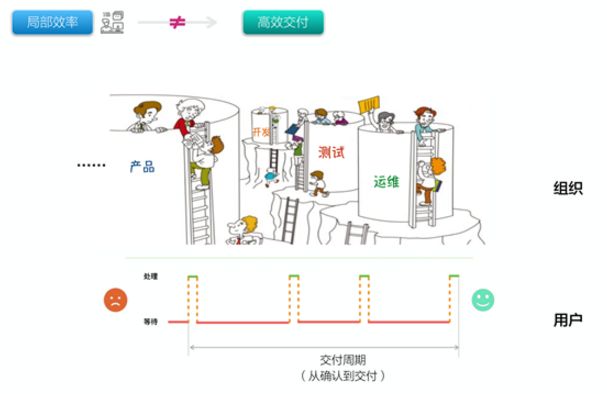 局部效率
≠
高效交付
开发
测试
......
产品
运维
组织
处理
等待
用户
交付周期
（从确认到交付）